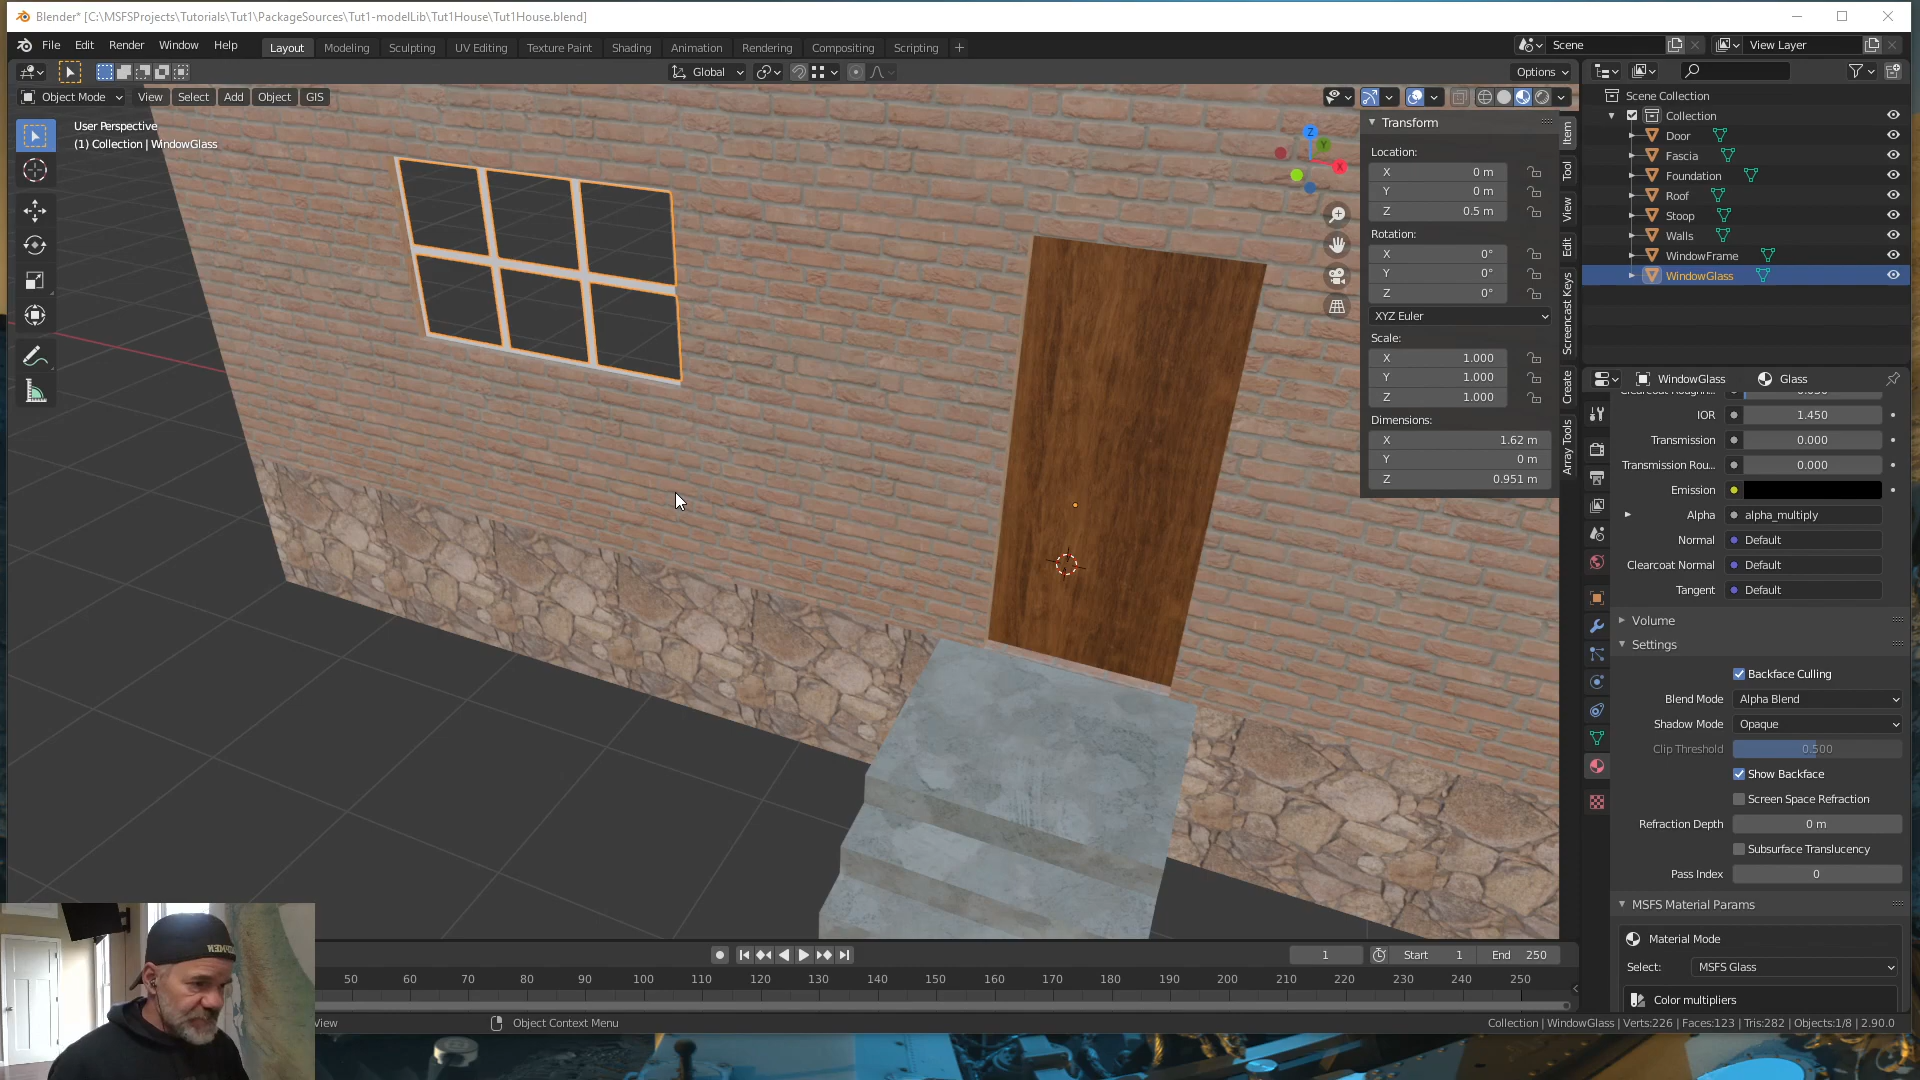 Blender* [C:\MSFSProjects\Tutorials\Tut1\PackageSources\Tut1-modelLib\Tut1House\Tut1House.blend]
File Edit Render Window Help Layout Modeling Sculpting UV Editing Texture Paint Shading Animation Rendering Compositing Scripting + Scene View Layer
Global Options
Object Mode View Select Add Object GIS
Scene Collection
Collection
Door
Fascia
Foundation
Roof
Stoop
Walls
WindowFrame
WindowGlass
User Perspective
(1) Collection | WindowGlass
Z
Y
X
Transform
Location:
X 0 m
Y 0 m
Z 0.5 m
Rotation:
X 0°
Y 0°
Z 0°
XYZ Euler
Scale:
X 1.000
Y 1.000
Z 1.000
Dimensions:
X 1.62 m
Y 0 m
Z 0.951 m
Item
Tool
View
Edit
Screencast Keys
Create
Array Tools
WindowGlass Glass
IOR 1.450
Transmission 0.000
Transmission Rou... 0.000
Emission
Alpha alpha_multiply
Normal Default
Clearcoat Normal Default
Tangent Default
Volume
Settings
Backface Culling
Blend Mode Alpha Blend
Shadow Mode Opaque
Clip Threshold 0.500
Show Backface
Screen Space Refraction
Refraction Depth 0 m
Subsurface Translucency
Pass Index 0
MSFS Material Params
Material Mode
Select: MSFS Glass
Color multipliers
1 Start 1 End 250
50 60 70 80 90 100 110 120 130 140 150 160 170 180 190 200 210 220 230 240 250
View Object Context Menu
Collection | WindowGlass | Verts:226 | Faces:123 | Tris:282 | Objects:1/8 | 2.90.0